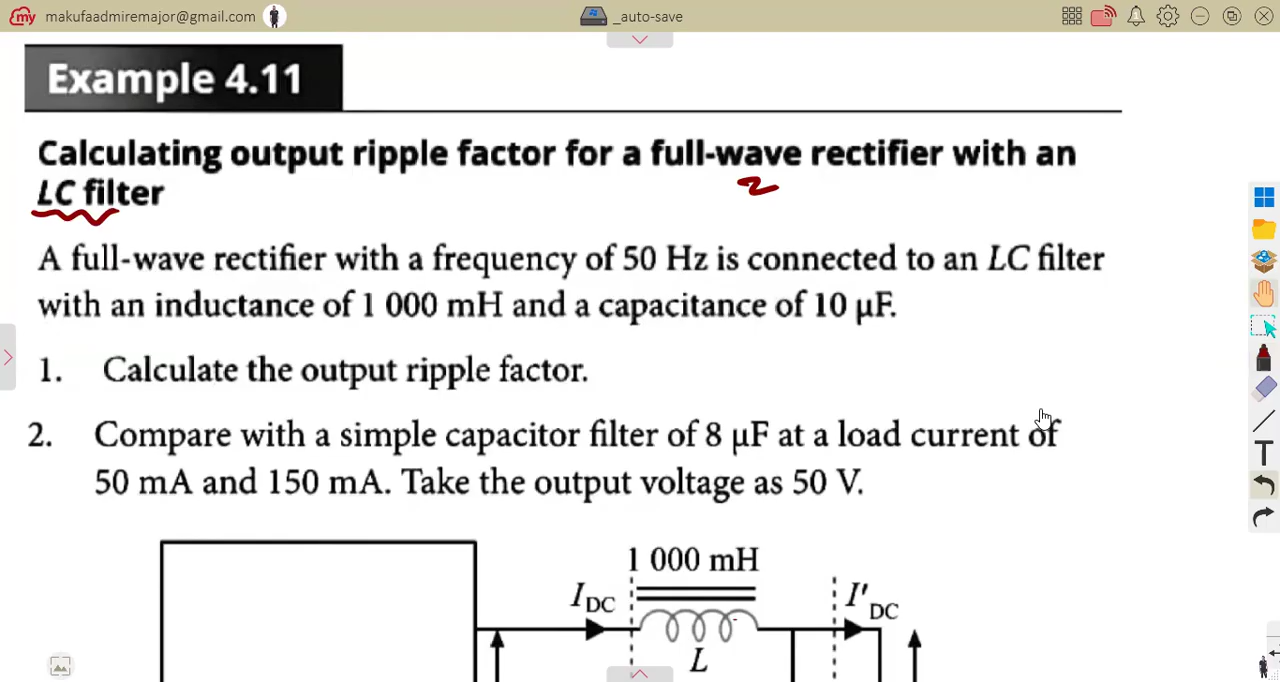 my makufaadmiremajor@gmail.com _auto-save
Example 4.11
Calculating output ripple factor for a full-wave rectifier with an
LC filter
A full-wave rectifier with a frequency of 50 Hz is connected to an LC filter
with an inductance of 1 000 mH and a capacitance of 10 μF.
1. Calculate the output ripple factor.
2. Compare with a simple capacitor filter of 8 μF at a load current of
50 mA and 150 mA. Take the output voltage as 50 V.
1 000 mH
I DC I' DC
L
T